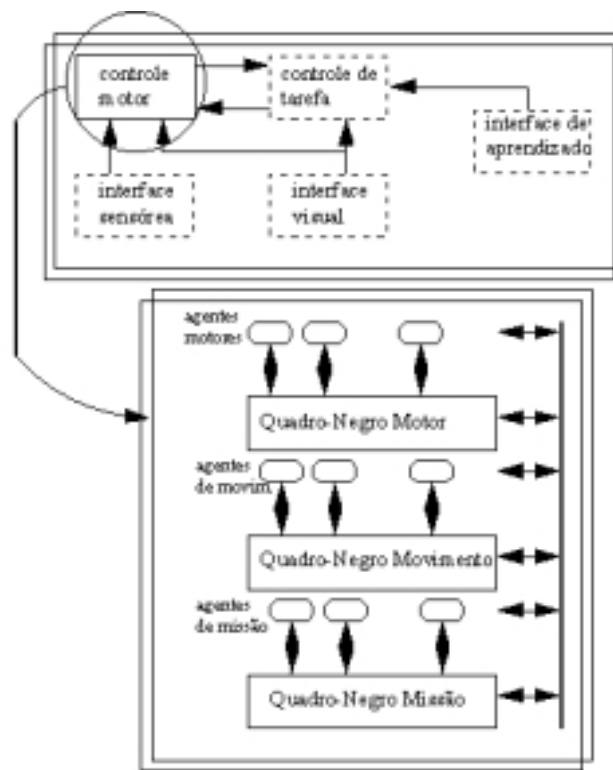 controle
motor
controle de
tarefa
interface de
aprendizado
interface
sensórea
interface
visual
agentes
motores
Quadro-Negro Motor
agentes
de movim.
Quadro-Negro Movimento
agentes
de missão
Quadro-Negro Missão